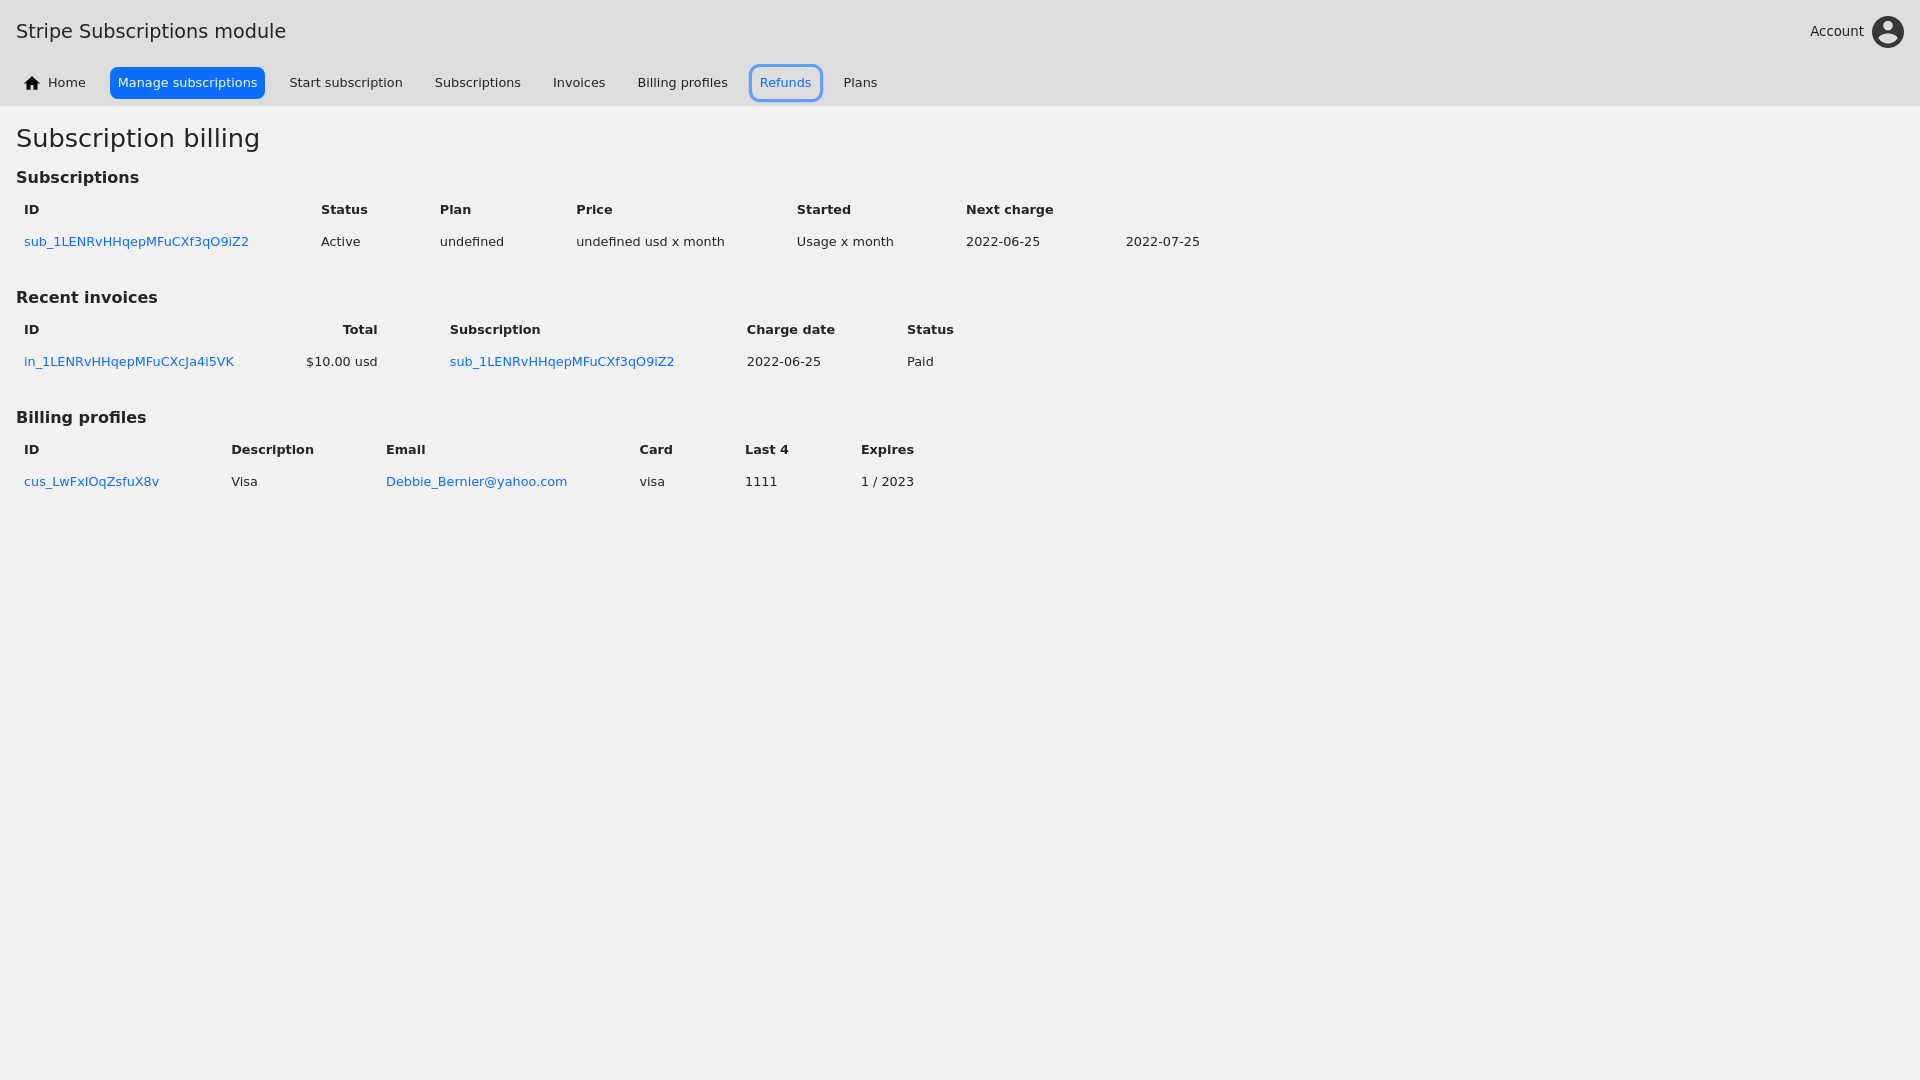 Stripe Subscriptions module
Account
Home Manage subscriptions Start subscription Subscriptions Invoices Billing profiles Refunds Plans
Subscription billing
Subscriptions
ID Status Plan Price Started Next charge
sub_1LENRvHHqepMFuCXf3qO9iZ2 Active undefined undefined usd x month Usage x month 2022-06-25 2022-07-25
Recent invoices
ID Total Subscription Charge date Status
in_1LENRvHHqepMFuCXcJa4i5VK $10.00 usd sub_1LENRvHHqepMFuCXf3qO9iZ2 2022-06-25 Paid
Billing profiles
ID Description Email Card Last 4 Expires
cus_LwFxIOqZsfuX8v Visa Debbie_Bernier@yahoo.com visa 1111 1 / 2023